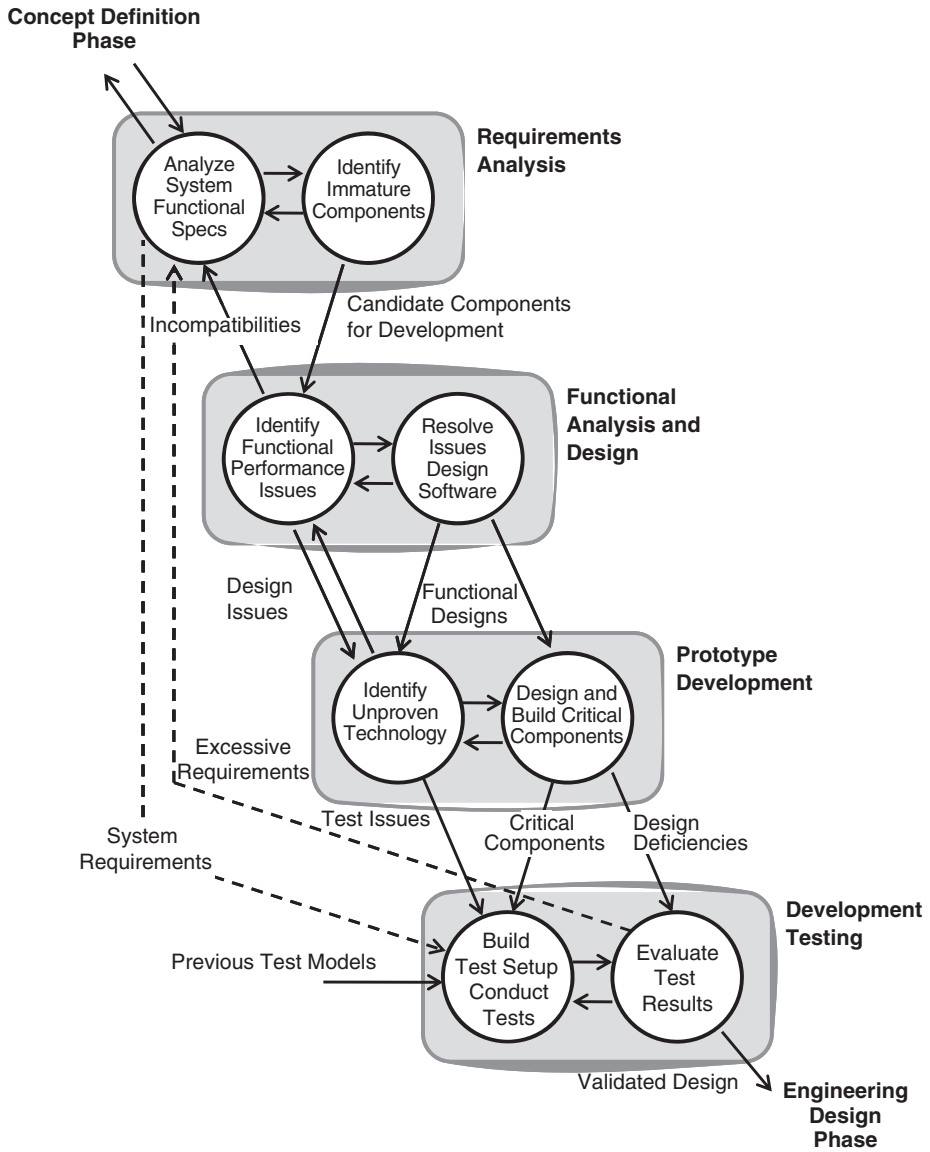 Concept Definition
Phase
Requirements
Analysis
Analyze
System
Functional
Specs
Identify
Immature
Components
Candidate Components
for Development
Incompatibilities
Functional
Analysis and
Design
Identify
Functional
Performance
Issues
Resolve
Issues
Design
Software
Design
Issues
Functional
Designs
Prototype
Development
Identify
Unproven
Technology
Design and
Build Critical
Components
Excessive
Requirements
Test Issues
Critical
Components
Design
Deficiencies
System
Requirements
Development
Testing
Previous Test Models
Build
Test Setup
Conduct
Tests
Evaluate
Test
Results
Validated Design
Engineering
Design
Phase